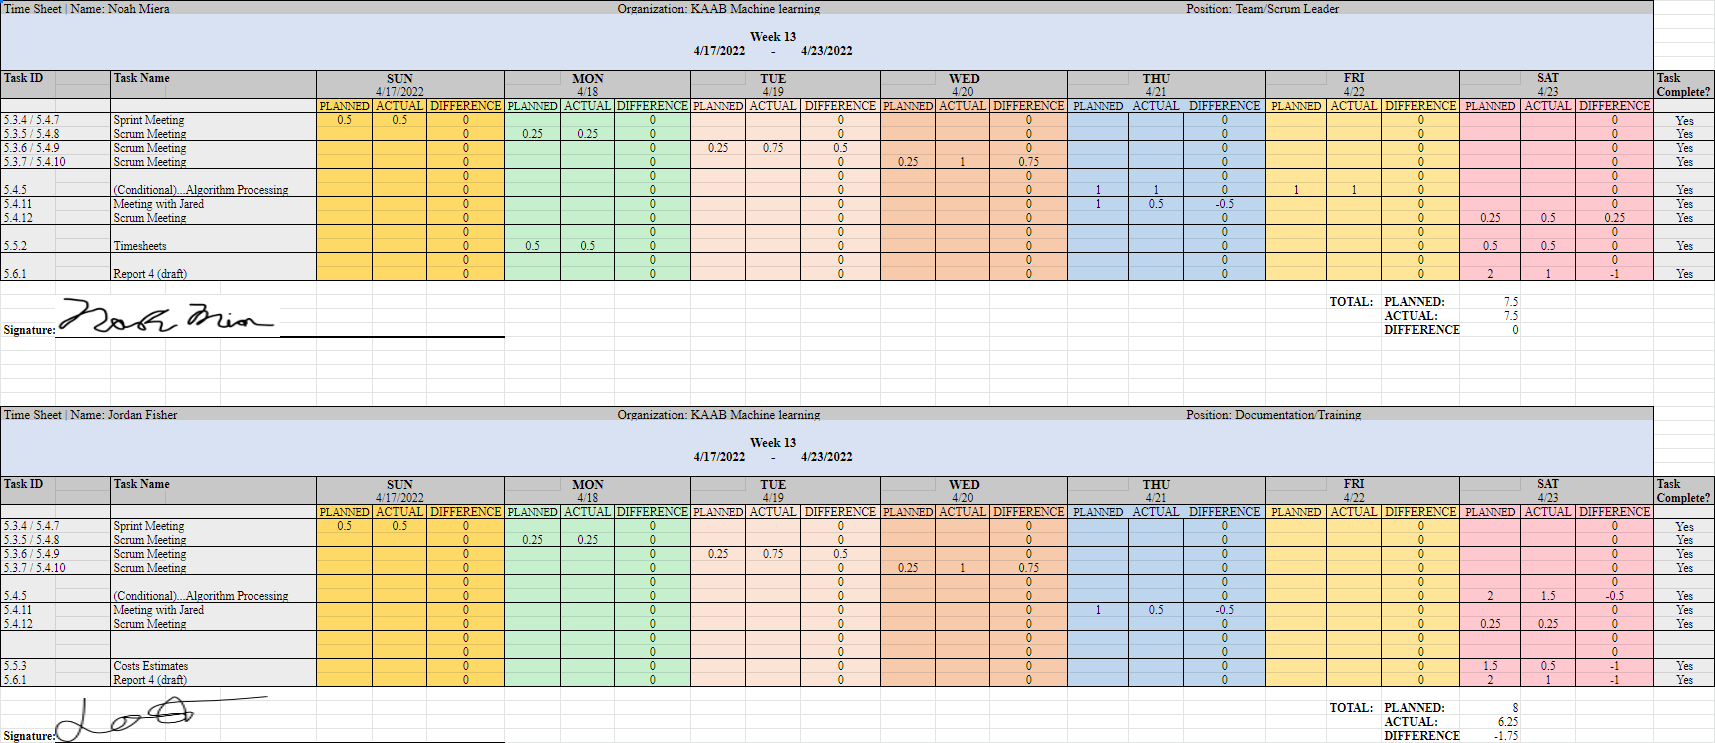 Time Sheet | Name: Noah Miera Organization: KAAB Machine learning Position: Team/Scrum Leader
Week 13
4/17/2022 - 4/23/2022
Task ID Task Name SUN MON TUE WED THU FRI SAT Task
4/17/2022 4/18 4/19 4/20 4/21 4/22 4/23 Complete?
PLANNED ACTUAL DIFFERENCE PLANNED ACTUAL DIFFERENCE PLANNED ACTUAL DIFFERENCE PLANNED ACTUAL DIFFERENCE PLANNED ACTUAL DIFFERENCE PLANNED ACTUAL DIFFERENCE PLANNED ACTUAL DIFFERENCE
5.3.4 / 5.4.7 Sprint Meeting 0.5 0.5 0 0 0 0 0 0 0 Yes
5.3.5 / 5.4.8 Scrum Meeting 0 0.25 0.25 0 0 0 0 0 0 Yes
5.3.6 / 5.4.9 Scrum Meeting 0 0 0.25 0.75 0.5 0 0 0 0 Yes
5.3.7 / 5.4.10 Scrum Meeting 0 0 0 0.25 1 0.75 0 0 0 Yes
0 0 0 0 0 0 0
5.4.5 (Conditional)...Algorithm Processing 0 0 0 0 1 1 0 1 1 0 0 Yes
5.4.11 Meeting with Jared 0 0 0 0 1 0.5 -0.5 0 0 Yes
5.4.12 Scrum Meeting 0 0 0 0 0 0 0.25 0.5 0.25 Yes
0 0 0 0 0 0 0
5.5.2 Timesheets 0 0.5 0.5 0 0 0 0 0 0.5 0.5 0 Yes
0 0 0 0 0 0 0
5.6.1 Report 4 (draft) 0 0 0 0 0 0 2 1 -1 Yes
TOTAL: PLANNED: 7.5
ACTUAL: 7.5
Signature: Noah Miera DIFFERENCE 0
Time Sheet | Name: Jordan Fisher Organization: KAAB Machine learning Position: Documentation/Training
Week 13
4/17/2022 - 4/23/2022
Task ID Task Name SUN MON TUE WED THU FRI SAT Task
4/17/2022 4/18 4/19 4/20 4/21 4/22 4/23 Complete?
PLANNED ACTUAL DIFFERENCE PLANNED ACTUAL DIFFERENCE PLANNED ACTUAL DIFFERENCE PLANNED ACTUAL DIFFERENCE PLANNED ACTUAL DIFFERENCE PLANNED ACTUAL DIFFERENCE PLANNED ACTUAL DIFFERENCE
5.3.4 / 5.4.7 Sprint Meeting 0.5 0.5 0 0 0 0 0 0 0 Yes
5.3.5 / 5.4.8 Scrum Meeting 0 0.25 0.25 0 0 0 0 0 0 Yes
5.3.6 / 5.4.9 Scrum Meeting 0 0 0.25 0.75 0.5 0 0 0 0 Yes
5.3.7 / 5.4.10 Scrum Meeting 0 0 0 0.25 1 0.75 0 0 0 Yes
0 0 0 0 0 0 0
5.4.5 (Conditional)...Algorithm Processing 0 0 0 0 0 0 2 1.5 -0.5 Yes
5.4.11 Meeting with Jared 0 0 0 0 1 0.5 -0.5 0 0 Yes
5.4.12 Scrum Meeting 0 0 0 0 0 0 0.25 0.25 0 Yes
0 0 0 0 0 0 0
0 0 0 0 0 0 0
5.5.3 Costs Estimates 0 0 0 0 0 0 1.5 0.5 -1 Yes
5.6.1 Report 4 (draft) 0 0 0 0 0 0 2 1 -1 Yes
TOTAL: PLANNED: 8
ACTUAL: 6.25
Signature: DIFFERENCE -1.75